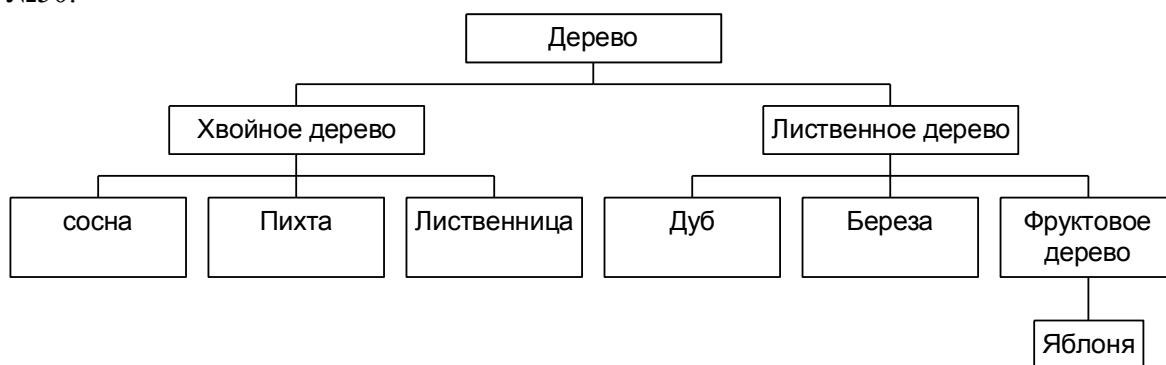 Дерево
Хвойное дерево
Лиственное дерево
сосна
Пихта
Лиственница
Дуб
Береза
Фруктовое
дерево
Яблоня